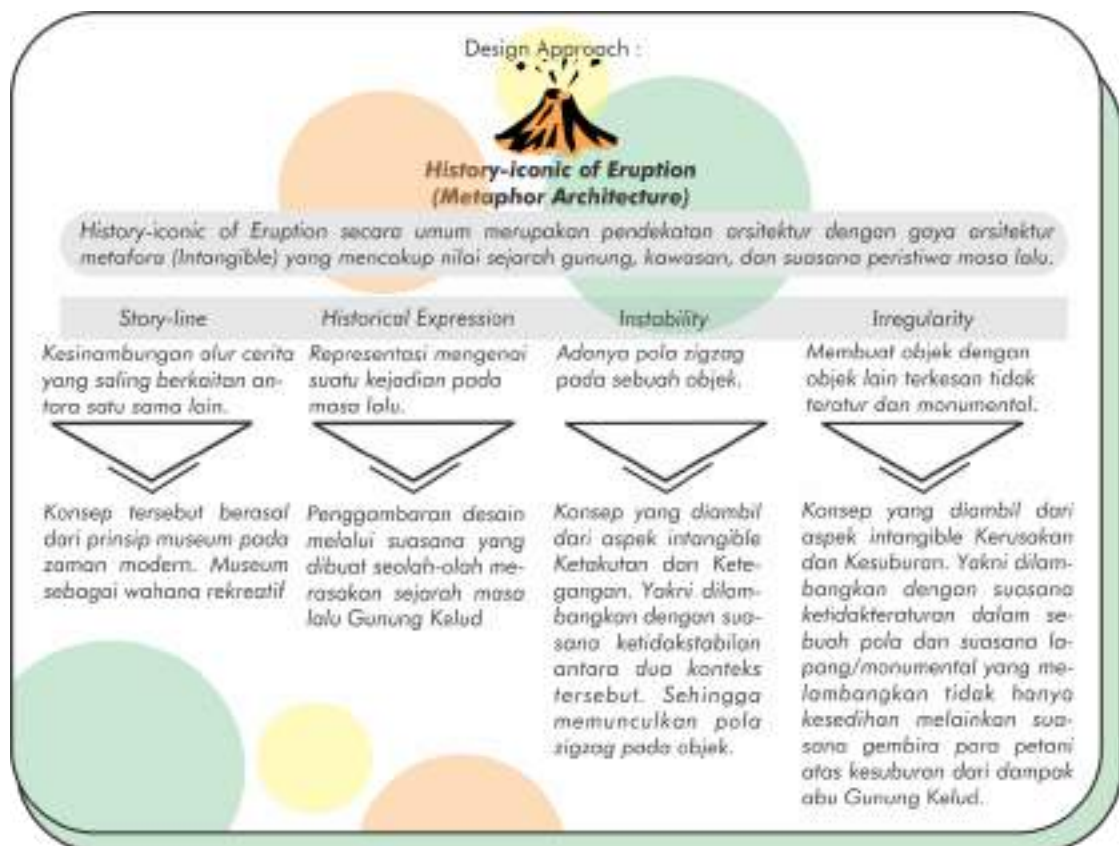 Design Approach :
History-iconic of Eruption
(Metaphor Architecture)
History-iconic of Eruption secara umum merupakan pendekatan arsitektur dengan gaya arsitektur
metafora (Intangible) yang mencakup nilai sejarah gunung, kawasan, dan suasana peristiwa masa lalu.
Story-line
Kesinambungan alur cerita
yang saling berkaitan an-
tara satu sama lain.
Konsep tersebut berasal
dari prinsip museum pada
zaman modern. Museum
sebagai wahana rekreatif
Historical Expression
Representasi mengenai
suatu kejadian pada
masa lalu.
Penggambaran desain
melalui suasana yang
dibuat seolah-olah me-
rasakan sejarah masa
lalu Gunung Kelud
Instability
Adanya pola zigzag
pada sebuah objek.
Konsep yang diambil
dari aspek intangible
Ketakutan dan Kete-
gangan. Yakni dilam-
bangkan dengan sua-
sana ketidakstabilan
antara dua konteks
tersebut. Sehingga
memunculkan pola
zigzag pada objek.
Irregularity
Membuat objek dengan
objek lain terkesan tidak
teratur dan monumental.
Konsep yang diambil dari
aspek intangible Kerusakan
dan Kesuburan. Yakni dilam-
bangkan dengan suasana
ketidakteraturan dalam se-
buah pola dan suasana la-
pang/monumental yang me-
lambangkan tidak hanya
kesedihan melainkan sua-
sana gembira para petani
atas kesuburan dari dampak
abu Gunung Kelud.